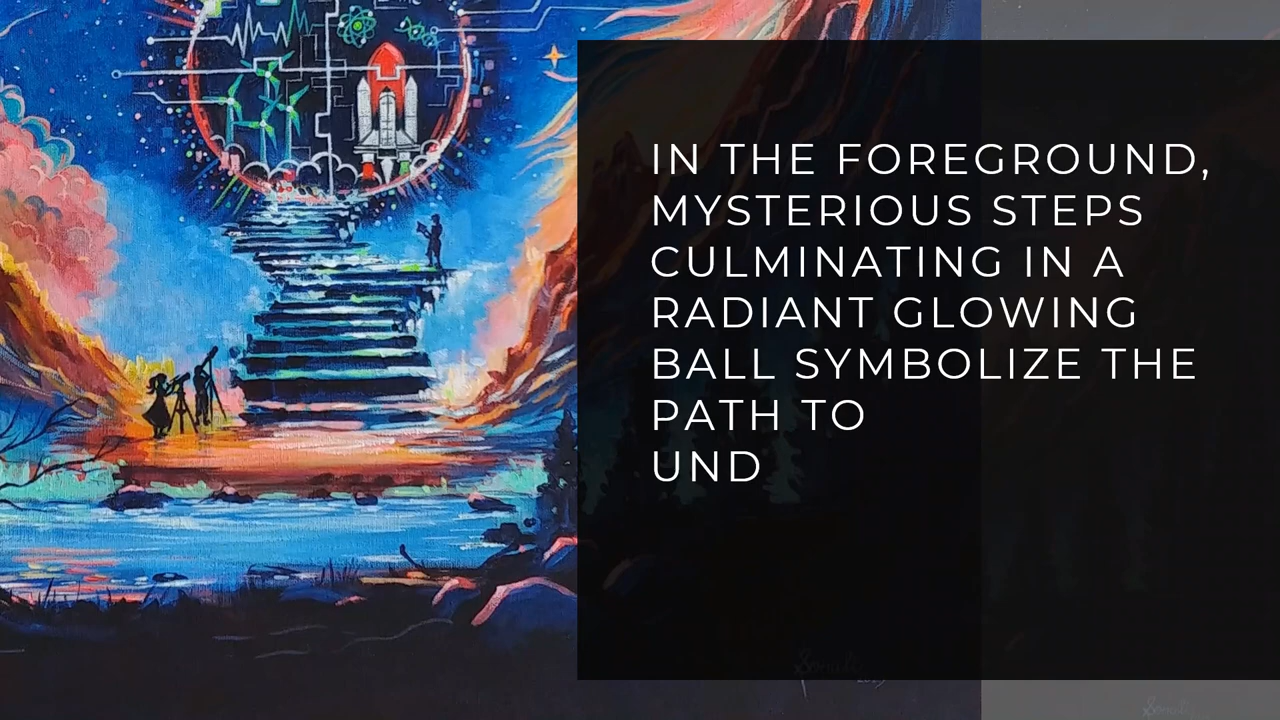 IN THE FOREGROUND,
MYSTERIOUS STEPS
CULMINATING IN A
RADIANT GLOWING
BALL SYMBOLIZE THE
PATH TO
UND